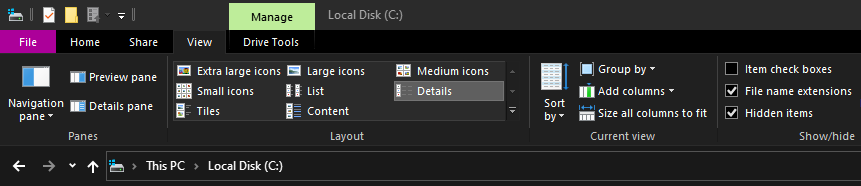 Manage
Local Disk (C:)
File
Home
Share
View
Drive Tools
Navigation
pane
Preview pane
Details pane
Panes
Extra large icons
Large icons
Medium icons
Small icons
List
Details
Tiles
Content
Layout
Sort
by
Group by
Add columns
Size all columns to fit
Current view
Item check boxes
File name extensions
Hidden items
Show/hide
This PC
Local Disk (C:)